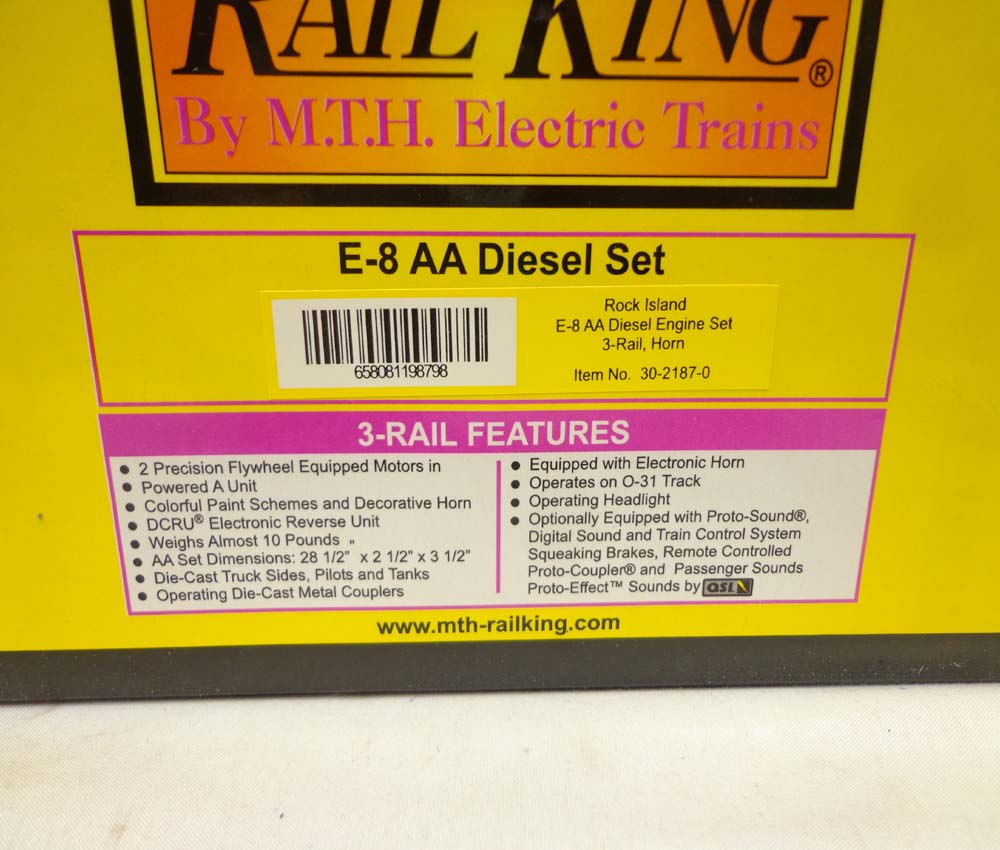 RAIL KING®
By M.T.H. Electric Trains
E-8 AA Diesel Set
658081198798
Rock Island
E-8 AA Diesel Engine Set
3-Rail, Horn
Item No. 30-2187-0
3-RAIL FEATURES
• 2 Precision Flywheel Equipped Motors in
• Powered A Unit
• Colorful Paint Schemes and Decorative Horn
• DCRU® Electronic Reverse Unit
• Weighs Almost 10 Pounds "
• AA Set Dimensions: 28 1/2" x 2 1/2" x 3 1/2"
• Die-Cast Truck Sides, Pilots and Tanks
• Operating Die-Cast Metal Couplers
• Equipped with Electronic Horn
• Operates on O-31 Track
• Operating Headlight
• Optionally Equipped with Proto-Sound®,
Digital Sound and Train Control System
Squeaking Brakes, Remote Controlled
Proto-Coupler® and Passenger Sounds
Proto-Effect™ Sounds by QSI
www.mth-railking.com